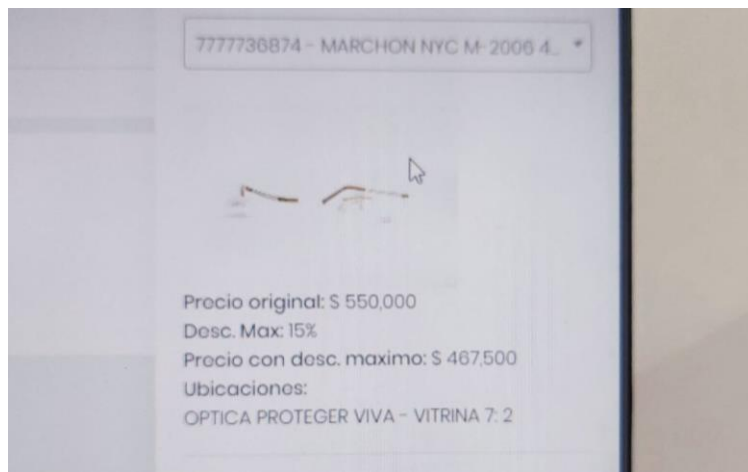 7777736874 - MARCHON NYC M-2006 4...
Precio original: $ 550,000
Desc. Max: 15%
Precio con desc. maximo: $ 467,500
Ubicaciones:
OPTICA PROTEGER VIVA - VITRINA 7: 2